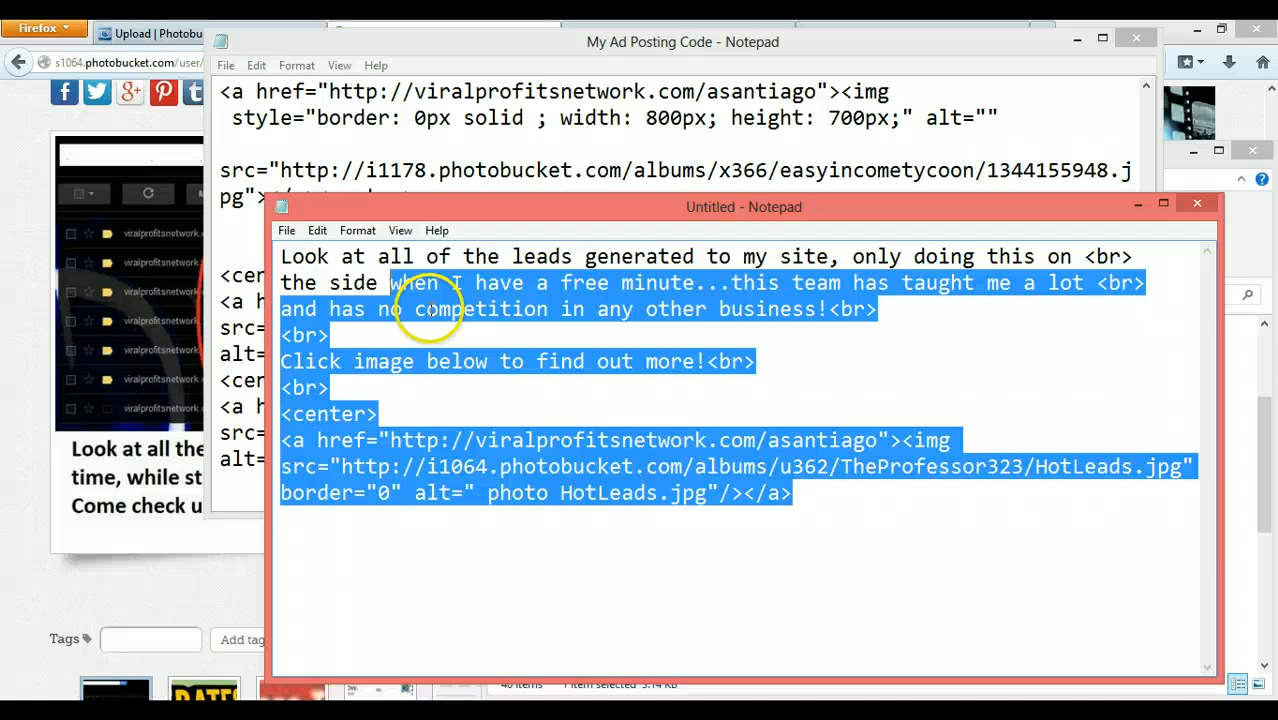 Firefox
Upload | Photobu
s1064.photobucket.com/user/
My Ad Posting Code - Notepad
File Edit Format View Help
<a href="http://viralprofitsnetwork.com/asantiago"><img
style="border: 0px solid ; width: 800px; height: 700px;" alt=""
src="http://i1178.photobucket.com/albums/x366/easyincometycoon/1344155948.j
pg">
<cen
<a h
src=
alt=
<cen
<a h
src=
alt=
Untitled - Notepad
File Edit Format View Help
Look at all of the leads generated to my site, only doing this on <br>
the side when I have a free minute...this team has taught me a lot <br>
and has no competition in any other business!<br>
<br>
Click image below to find out more!<br>
<br>
<center>
<a href="http://viralprofitsnetwork.com/asantiago"><img
src="http://i1064.photobucket.com/albums/u362/TheProfessor323/HotLeads.jpg"
border="0" alt=" photo HotLeads.jpg"/></a>
viralprofitsnetwork.c
viralprofitsnetwork.c
viralprofitsnetwork.c
viralprofitsnetwork.c
viralprofitsnetwork.c
viralprofitsnetwork.c
viralprofitsnetwork.c
Look at all the
time, while st
Come check u
Tags
Add tag